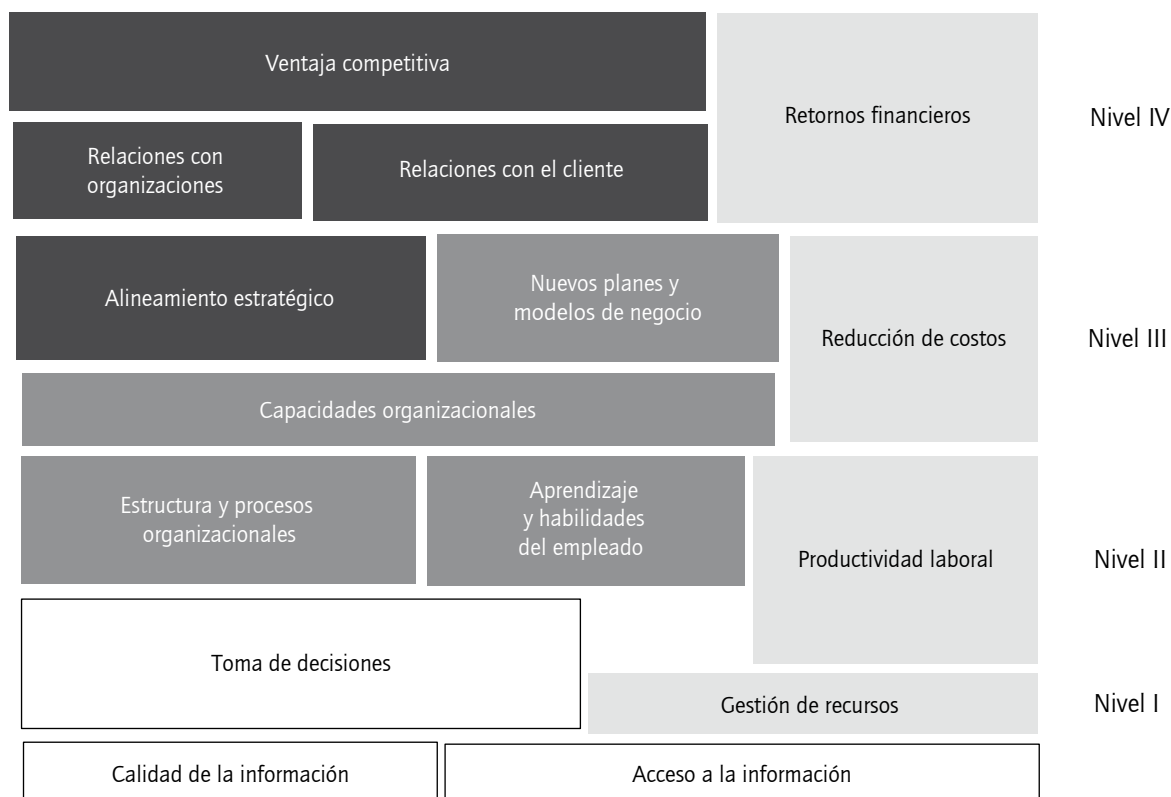 Ventaja competitiva
Retornos financieros
Nivel IV
Relaciones con
organizaciones
Relaciones con el cliente
Alineamiento estratégico
Nuevos planes y
modelos de negocio
Reducción de costos
Nivel III
Capacidades organizacionales
Estructura y procesos
organizacionales
Aprendizaje
y habilidades
del empleado
Productividad laboral
Nivel II
Toma de decisiones
Gestión de recursos
Nivel I
Calidad de la información
Acceso a la información